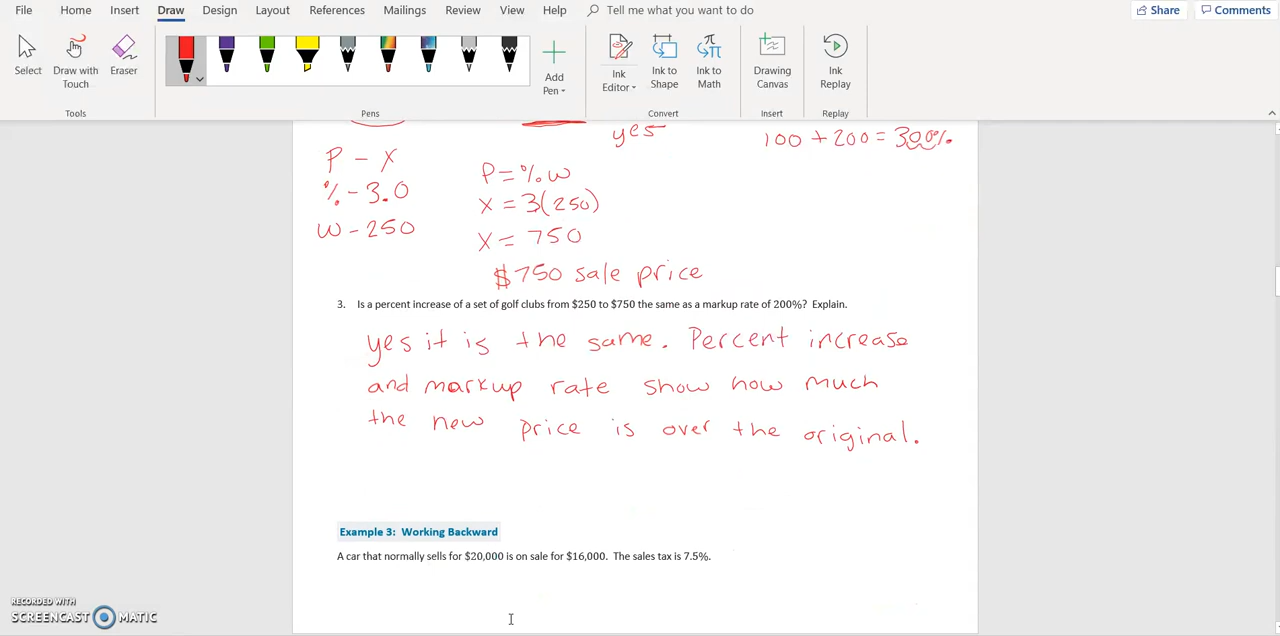 File Home Insert Draw Design Layout References Mailings Review View Help Tell me what you want to do Share Comments
Select Draw with Touch Eraser Add Pen Ink Editor Ink to Shape Ink to Math Drawing Canvas Ink Replay
Tools Pens Convert Insert Replay
yes
100 + 200 = 300%
P - X
% - 3.0
W - 250
P = % W
X = 3(250)
X = 750
$750 sale price
3. Is a percent increase of a set of golf clubs from $250 to $750 the same as a markup rate of 200%? Explain.
yes it is the same. Percent increase
and markup rate show how much
the new price is over the original.
Example 3: Working Backward
A car that normally sells for $20,000 is on sale for $16,000. The sales tax is 7.5%.
RECORDED WITH
SCREENCAST MATIC